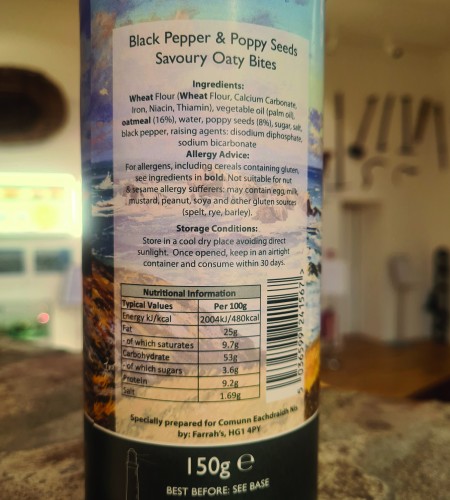 Black Pepper & Poppy Seeds
Savoury Oaty Bites
Ingredients:
Wheat Flour (Wheat Flour, Calcium Carbonate,
Iron, Niacin, Thiamin), vegetable oil (palm oil),
oatmeal (16%), water, poppy seeds (8%), sugar, salt,
black pepper, raising agents: disodium diphosphate,
sodium bicarbonate
Allergy Advice:
For allergens, including cereals containing gluten,
see ingredients in bold. Not suitable for nut
& sesame allergy sufferers: may contain egg, milk,
mustard, peanut, soya and other gluten sources
(spelt, rye, barley).
Storage Conditions:
Store in a cool dry place avoiding direct
sunlight. Once opened, keep in an airtight
container and consume within 30 days.
Nutritional Information
Typical Values Per 100g
Energy kJ/kcal 2004kJ/480kcal
Fat 25g
- of which saturates 9.7g
Carbohydrate 53g
- of which sugars 3.6g
Protein 9.2g
Salt 1.69g
Specially prepared for Comunn Eachdraidh Nis
by: Farrah's, HG1 4PY
150g e
BEST BEFORE: SEE BASE